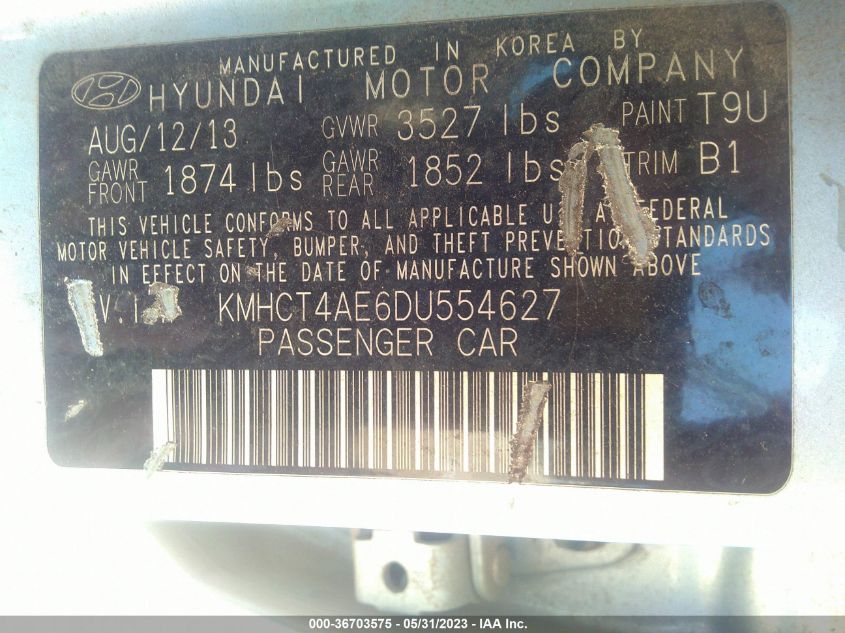 MANUFACTURED IN KOREA BY
HYUNDAI MOTOR COMPANY
AUG/12/13 GVWR 3527 lbs PAINT T9U
GAWR FRONT 1874 lbs GAWR REAR 1852 lbs TRIM B1
THIS VEHICLE CONFORMS TO ALL APPLICABLE U FEDERAL
MOTOR VEHICLE SAFETY, BUMPER, AND THEFT PREVENTION STANDARDS
IN EFFECT ON THE DATE OF MANUFACTURE SHOWN ABOVE
V.I. KMHCT4AE6DU554627
PASSENGER CAR
000-36703575 - 05/31/2023 - IAA Inc.